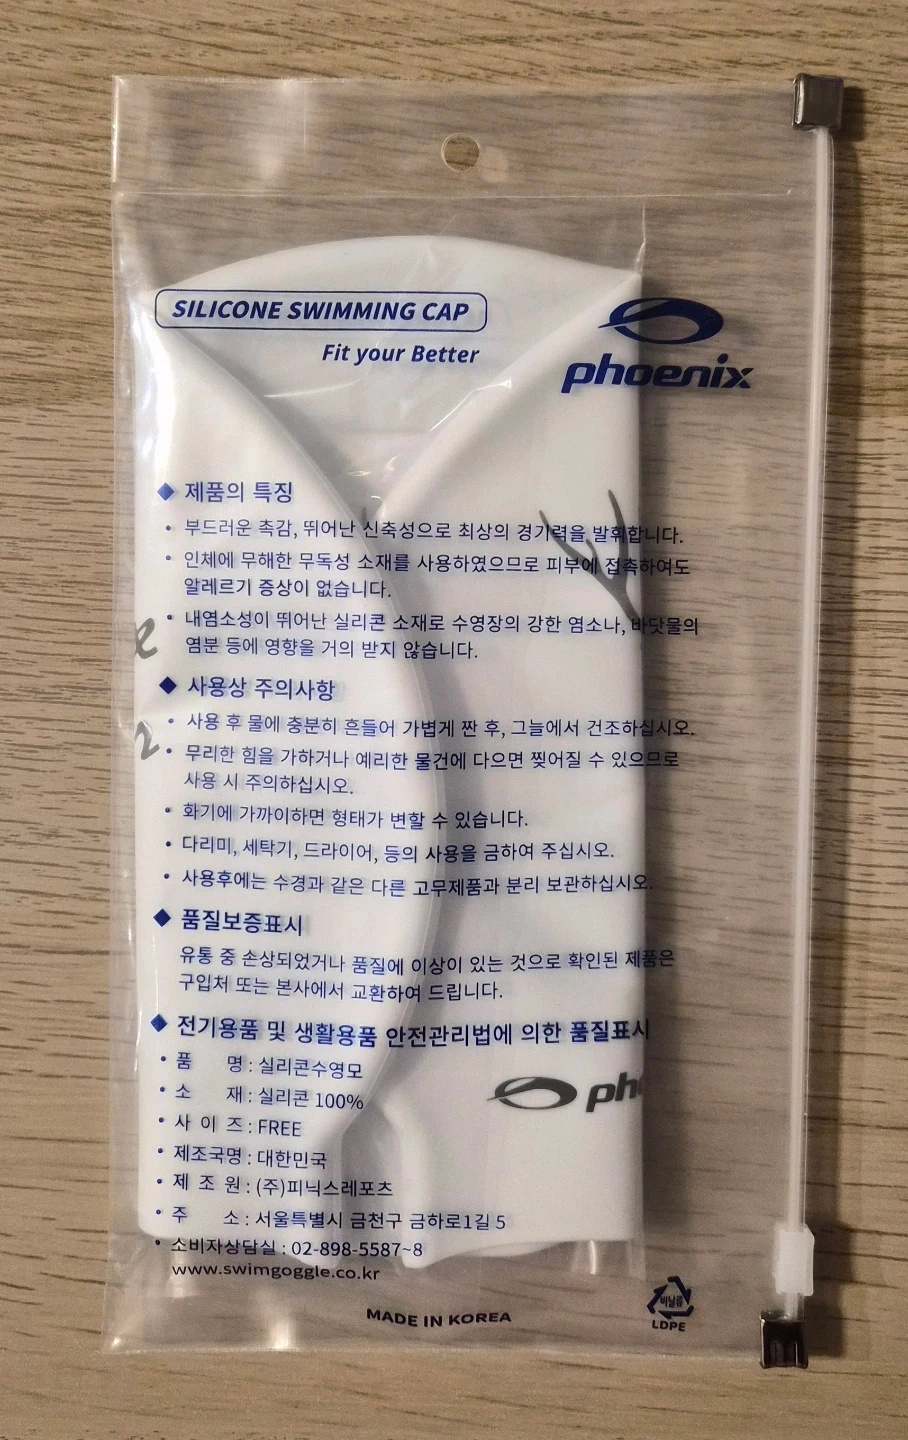 SILICONE SWIMMING CAP
Fit your Better
phoenix
◆ 제품의 특징
• 부드러운 촉감, 뛰어난 신축성으로 최상의 경기력을 발휘합니다.
• 인체에 무해한 무독성 소재를 사용하였으므로 피부에 접촉하여도
알레르기 증상이 없습니다.
• 내염소성이 뛰어난 실리콘 소재로 수영장의 강한 염소나, 바닷물의
염분 등에 영향을 거의 받지 않습니다.
◆ 사용상 주의사항
• 사용 후 물에 충분히 흔들어 가볍게 짠 후, 그늘에서 건조하십시오.
• 무리한 힘을 가하거나 예리한 물건에 다으면 찢어질 수 있으므로
사용 시 주의하십시오.
• 화기에 가까이하면 형태가 변할 수 있습니다.
• 다리미, 세탁기, 드라이어, 등의 사용을 금하여 주십시오.
• 사용후에는 수경과 같은 다른 고무제품과 분리 보관하십시오.
◆ 품질보증표시
유통 중 손상되었거나 품질에 이상이 있는 것으로 확인된 제품은
구입처 또는 본사에서 교환하여 드립니다.
◆ 전기용품 및 생활용품 안전관리법에 의한 품질표시
• 품 명 : 실리콘수영모
• 소 재 : 실리콘 100%
pho
• 사 이 즈 : FREE
• 제조국명 : 대한민국
• 제 조 원 : (주)피닉스레포츠
• 주 소 : 서울특별시 금천구 금하로1길 5
• 소비자상담실 : 02-898-5587~8
www.swimgoggle.co.kr
MADE IN KOREA
비닐류
LDPE